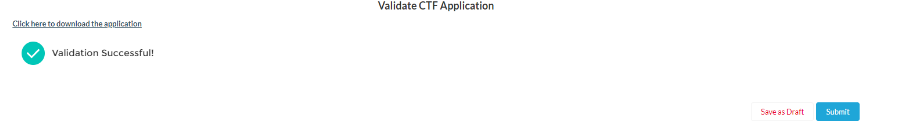 Validate CTF Application
Click here to download the application
Validation Successful!
Save as Draft
Submit